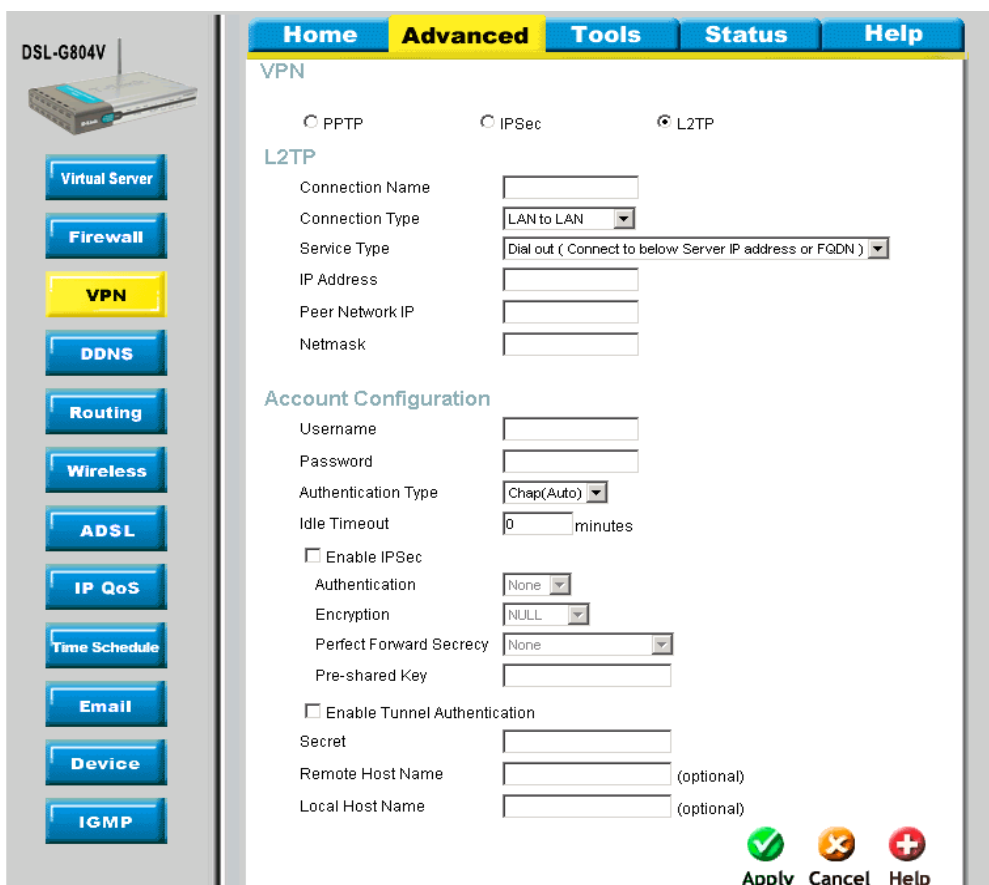 DSL-G804V
Home Advanced Tools Status Help
VPN
PPTP IPSec L2TP
L2TP
Connection Name
Connection Type LAN to LAN
Service Type Dial out ( Connect to below Server IP address or FQDN )
IP Address
Peer Network IP
Netmask
Account Configuration
Username
Password
Authentication Type Chap(Auto)
Idle Timeout 0 minutes
Enable IPSec
Authentication None
Encryption NULL
Perfect Forward Secrecy None
Pre-shared Key
Enable Tunnel Authentication
Secret
Remote Host Name (optional)
Local Host Name (optional)
Apply Cancel Help
Virtual Server
Firewall
VPN
DDNS
Routing
Wireless
ADSL
IP QoS
Time Schedule
Email
Device
IGMP